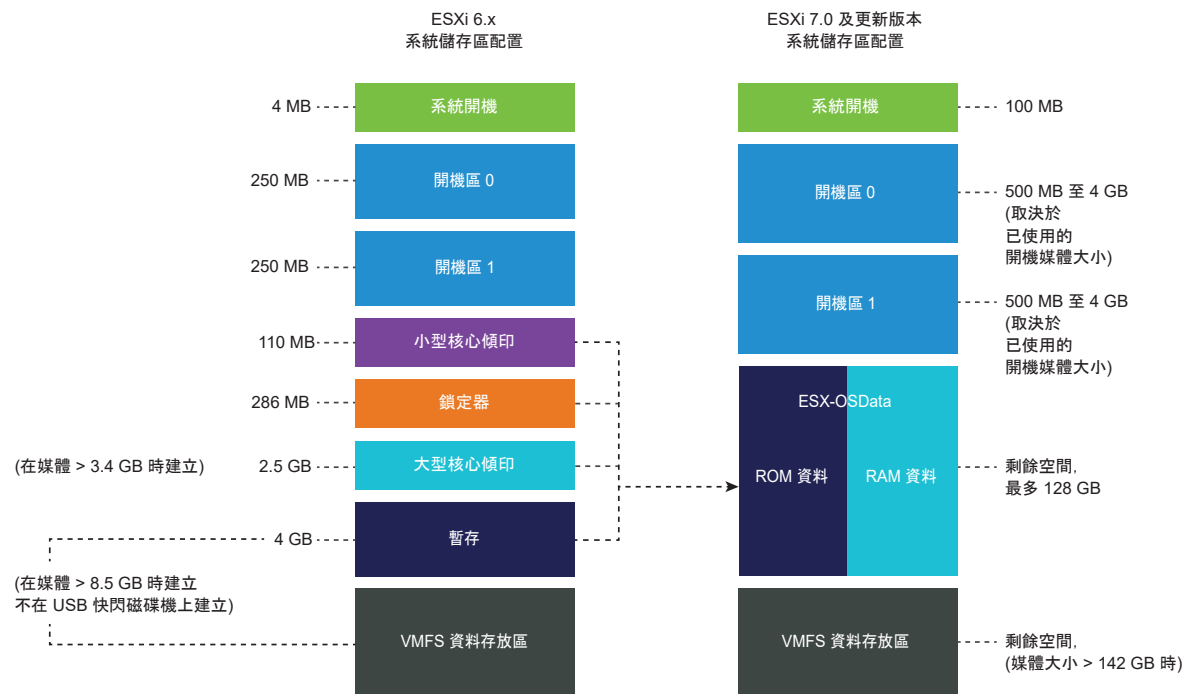 ESXi 6.x
系統儲存區配置
4 MB
系統開機
250 MB
開機區 0
250 MB
開機區 1
110 MB
小型核心傾印
286 MB
鎖定器
(在媒體 > 3.4 GB 時建立)
2.5 GB
大型核心傾印
4 GB
暫存
(在媒體 > 8.5 GB 時建立
不在 USB 快閃磁碟機上建立)
VMFS 資料存放區
ESXi 7.0 及更新版本
系統儲存區配置
系統開機
100 MB
開機區 0
500 MB 至 4 GB
(取決於
已使用的
開機媒體大小)
開機區 1
500 MB 至 4 GB
(取決於
已使用的
開機媒體大小)
ESX-OSData
ROM 資料
RAM 資料
剩餘空間,
最多 128 GB
VMFS 資料存放區
剩餘空間,
(媒體大小 > 142 GB 時)